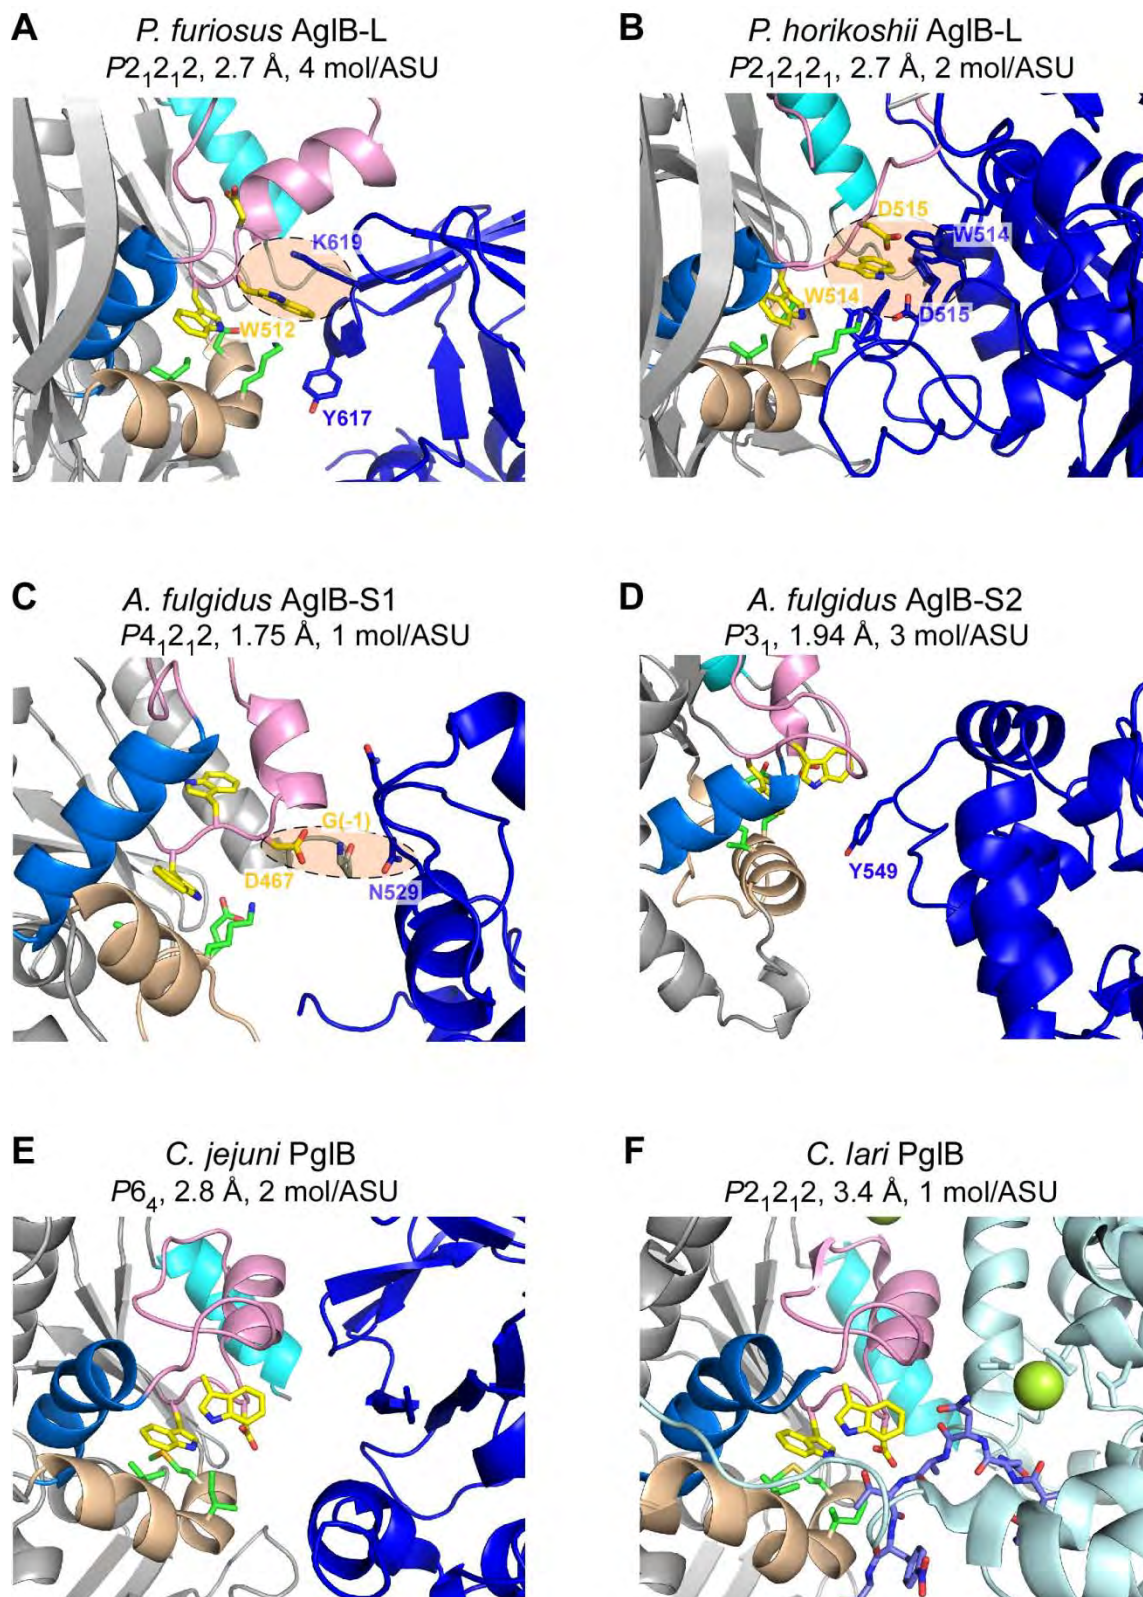 A
P. furiosus AglB-L
P2₁2₁2, 2.7 Å, 4 mol/ASU
K619
W512
Y617
B
P. horikoshii AglB-L
P2₁2₁2₁, 2.7 Å, 2 mol/ASU
D515
W514
W514
D515
C
A. fulgidus AglB-S1
P4₁2₁2, 1.75 Å, 1 mol/ASU
G(-1)
D467
N529
D
A. fulgidus AglB-S2
P3₁, 1.94 Å, 3 mol/ASU
Y549
E
C. jejuni PglB
P6₄, 2.8 Å, 2 mol/ASU
F
C. lari PglB
P2₁2₁2, 3.4 Å, 1 mol/ASU